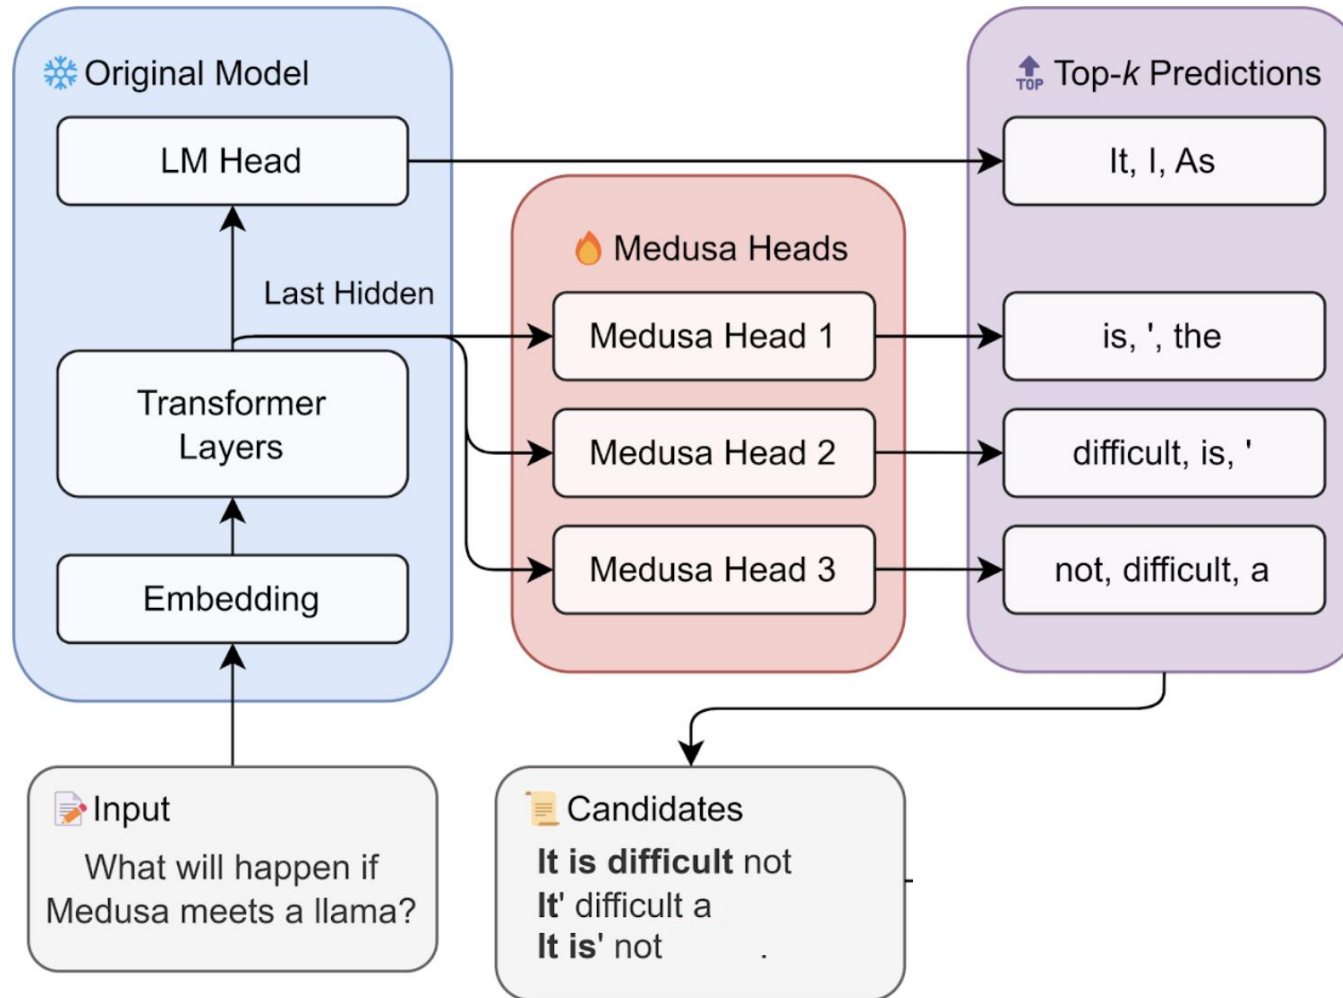 Original Model
LM Head
Last Hidden
Transformer
Layers
Embedding
Input
What will happen if
Medusa meets a llama?
Medusa Heads
Medusa Head 1
Medusa Head 2
Medusa Head 3
TOP
Top-k Predictions
It, I, As
is, ', the
difficult, is, '
not, difficult, a
Candidates
It is difficult not
It' difficult a
It is' not .